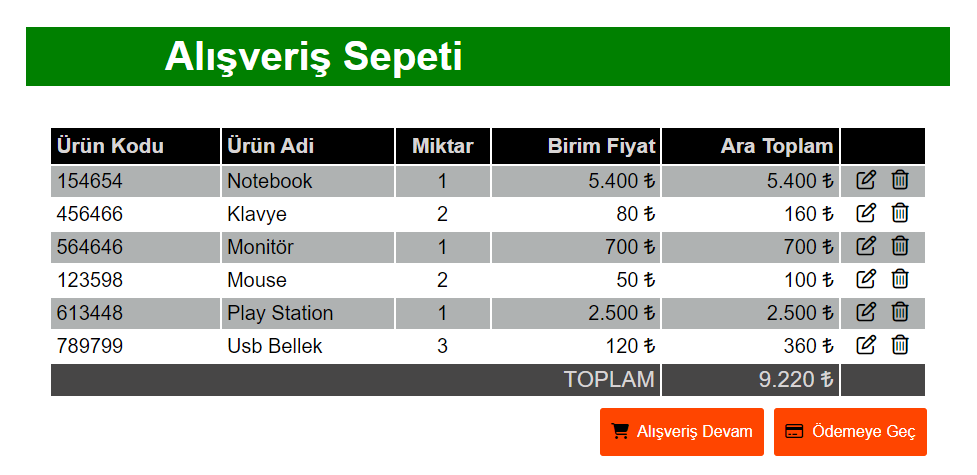 Alışveriş Sepeti
Ürün Kodu Ürün Adi Miktar Birim Fiyat Ara Toplam
154654 Notebook 1 5.400 ₺ 5.400 ₺
456466 Klavye 2 80 ₺ 160 ₺
564646 Monitör 1 700 ₺ 700 ₺
123598 Mouse 2 50 ₺ 100 ₺
613448 Play Station 1 2.500 ₺ 2.500 ₺
789799 Usb Bellek 3 120 ₺ 360 ₺
TOPLAM 9.220 ₺
Alışveriş Devam Ödemeye Geç